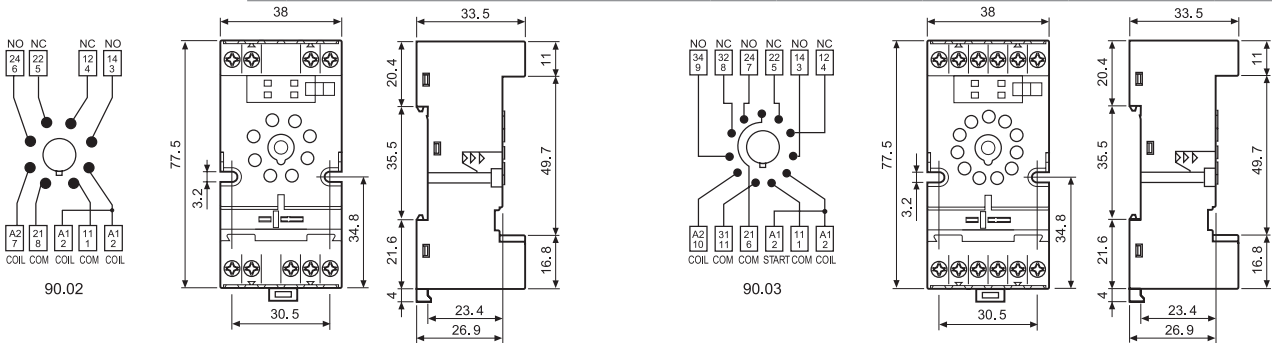 NO NC NC NO
24 22 12 14
6 5 4 3
A2 21 A1 11 A1
7 8 2 1 2
COIL COM COIL COM COIL
90.02
38
77.5
3.2
34.8
30.5
33.5
20.4
11
35.5
49.7
21.6
16.8
4
23.4
26.9
NO NC NO NC NO NC
34 32 24 22 14 12
9 8 7 5 3 4
A2 31 21 A1 11 A1
10 11 6 2 1 2
COIL COM COM START COM COIL
90.03
38
77.5
3.2
34.8
30.5
33.5
20.4
11
35.5
49.7
21.6
16.8
4
23.4
26.9